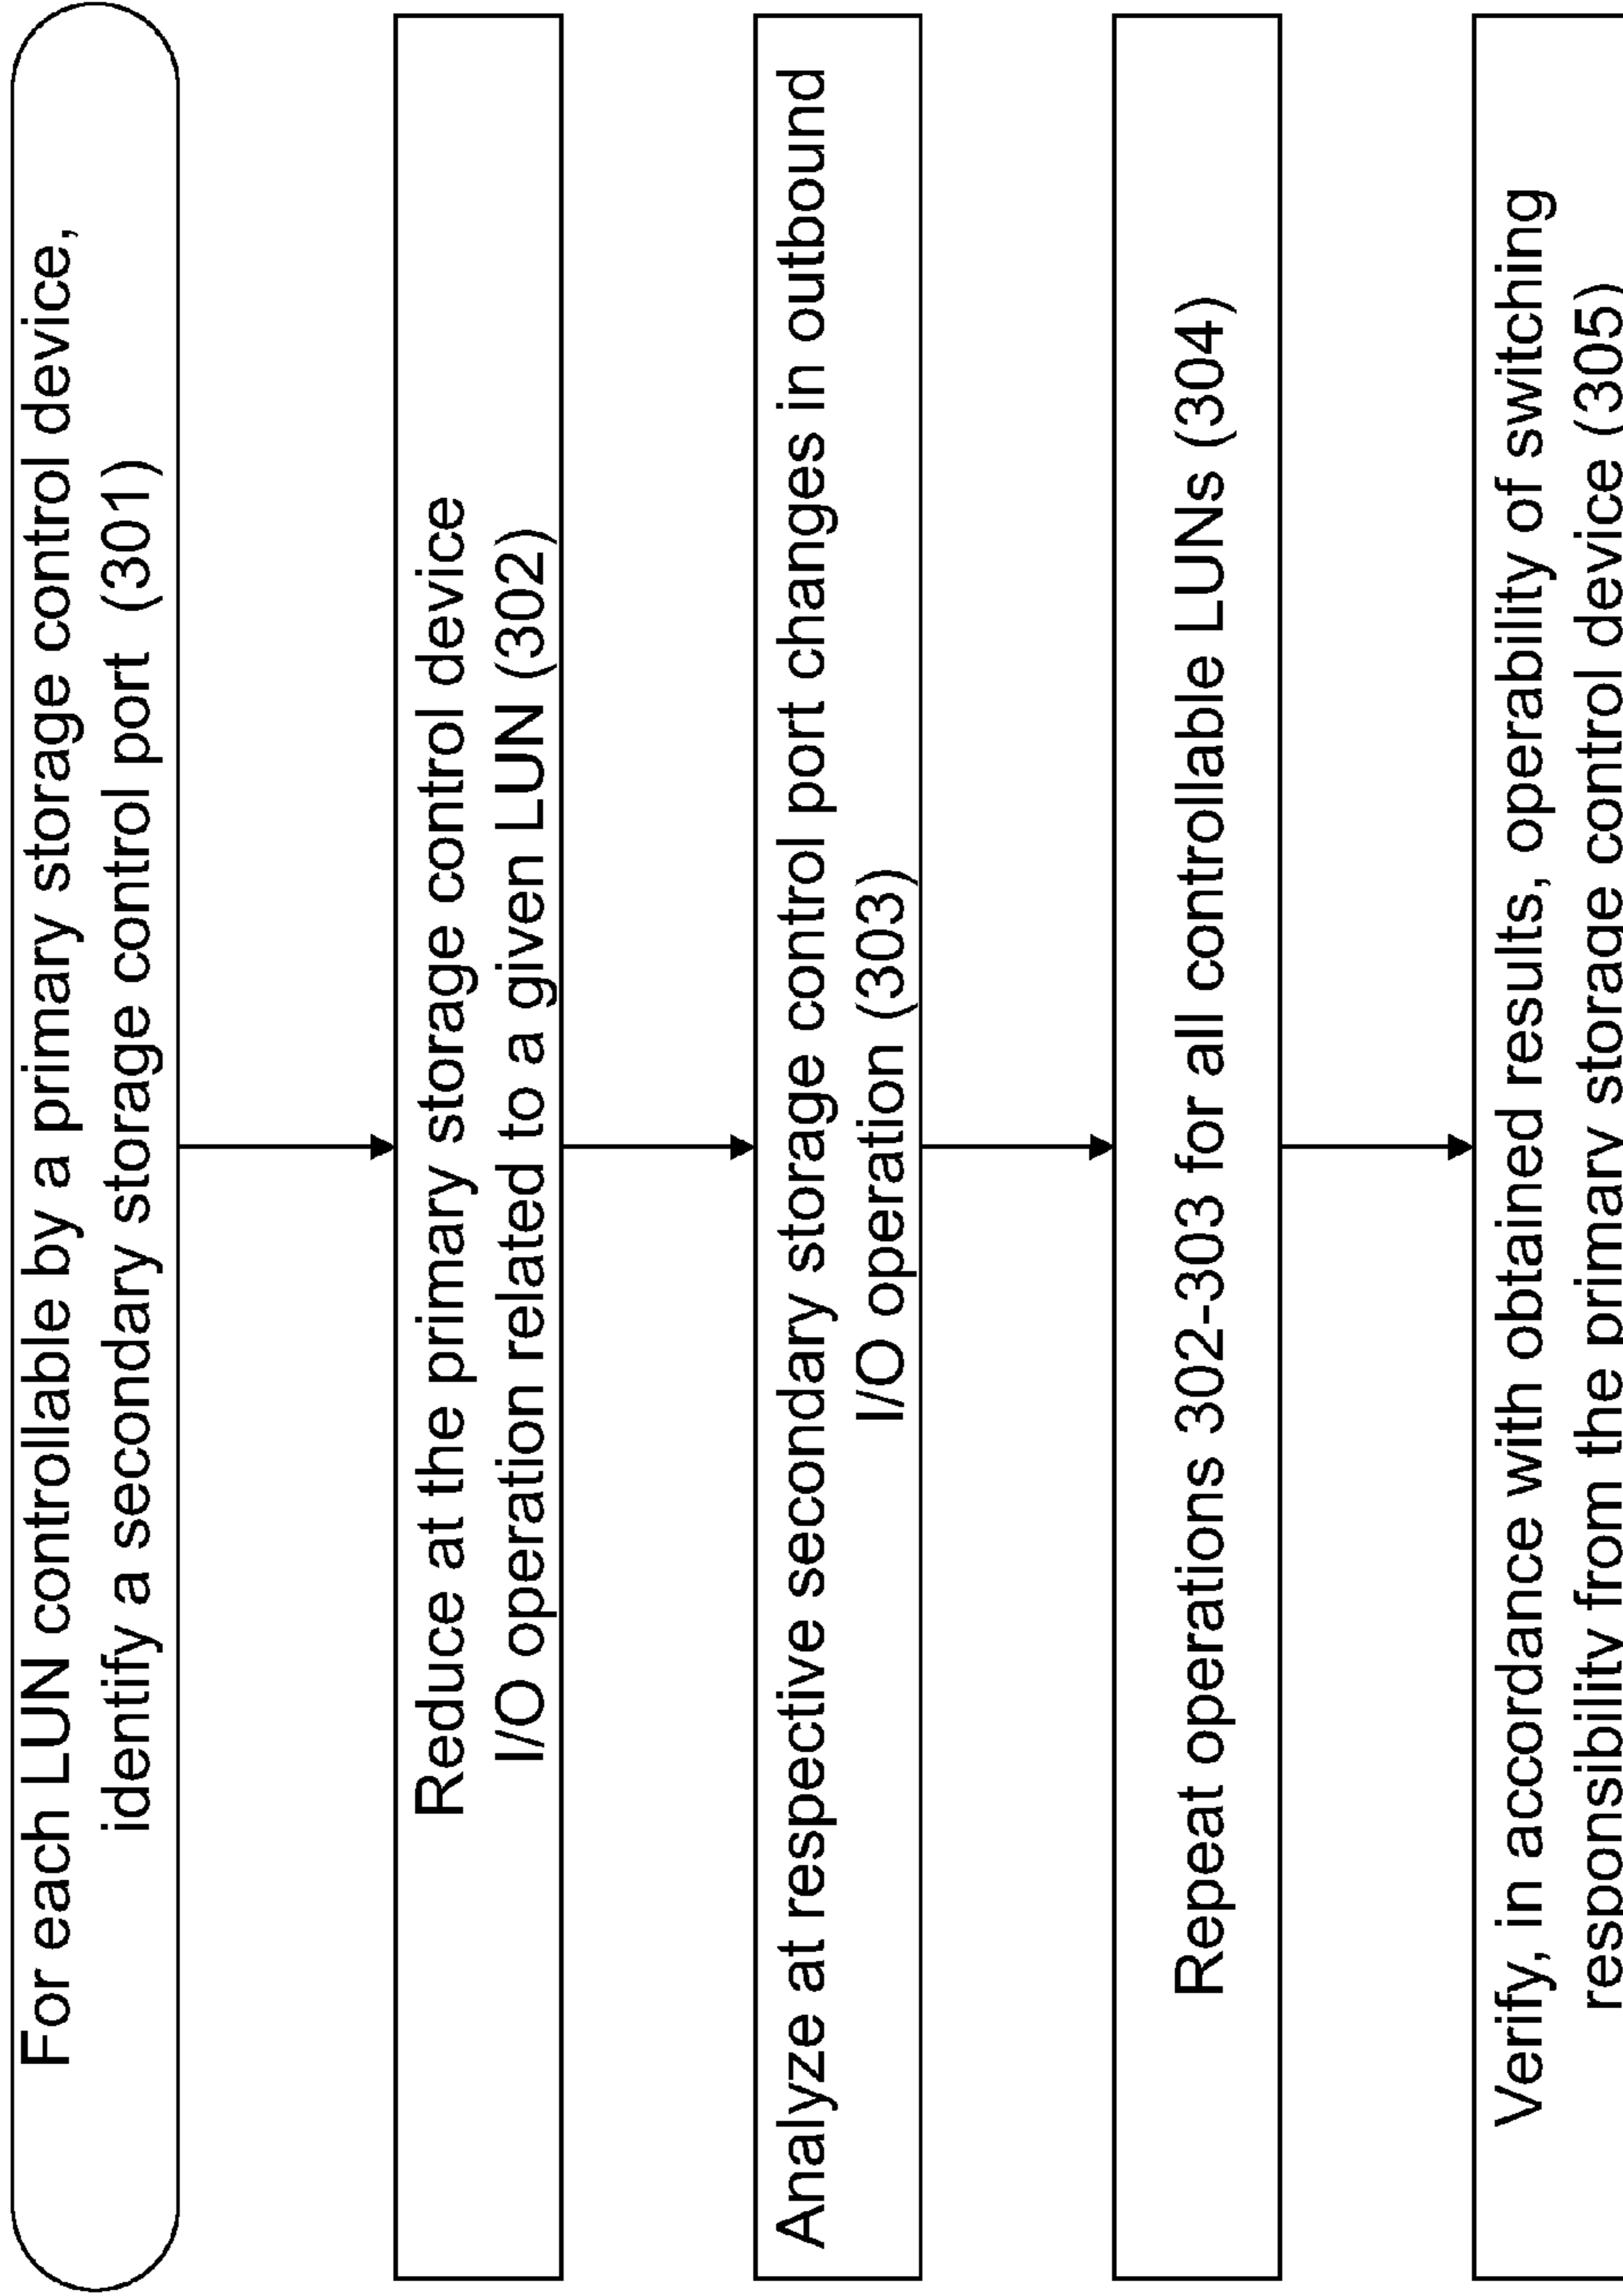 For each LUN controllable by a primary storage control device,
identify a secondary storage control port (301)
Reduce at the primary storage control device
I/O operation related to a given LUN (302)
Analyze at respective secondary storage control port changes in outbound
I/O operation (303)
Repeat operations 302-303 for all controllable LUNs (304)
Verify, in accordance with obtained results, operability of switching
responsibility from the primary storage control device (305)